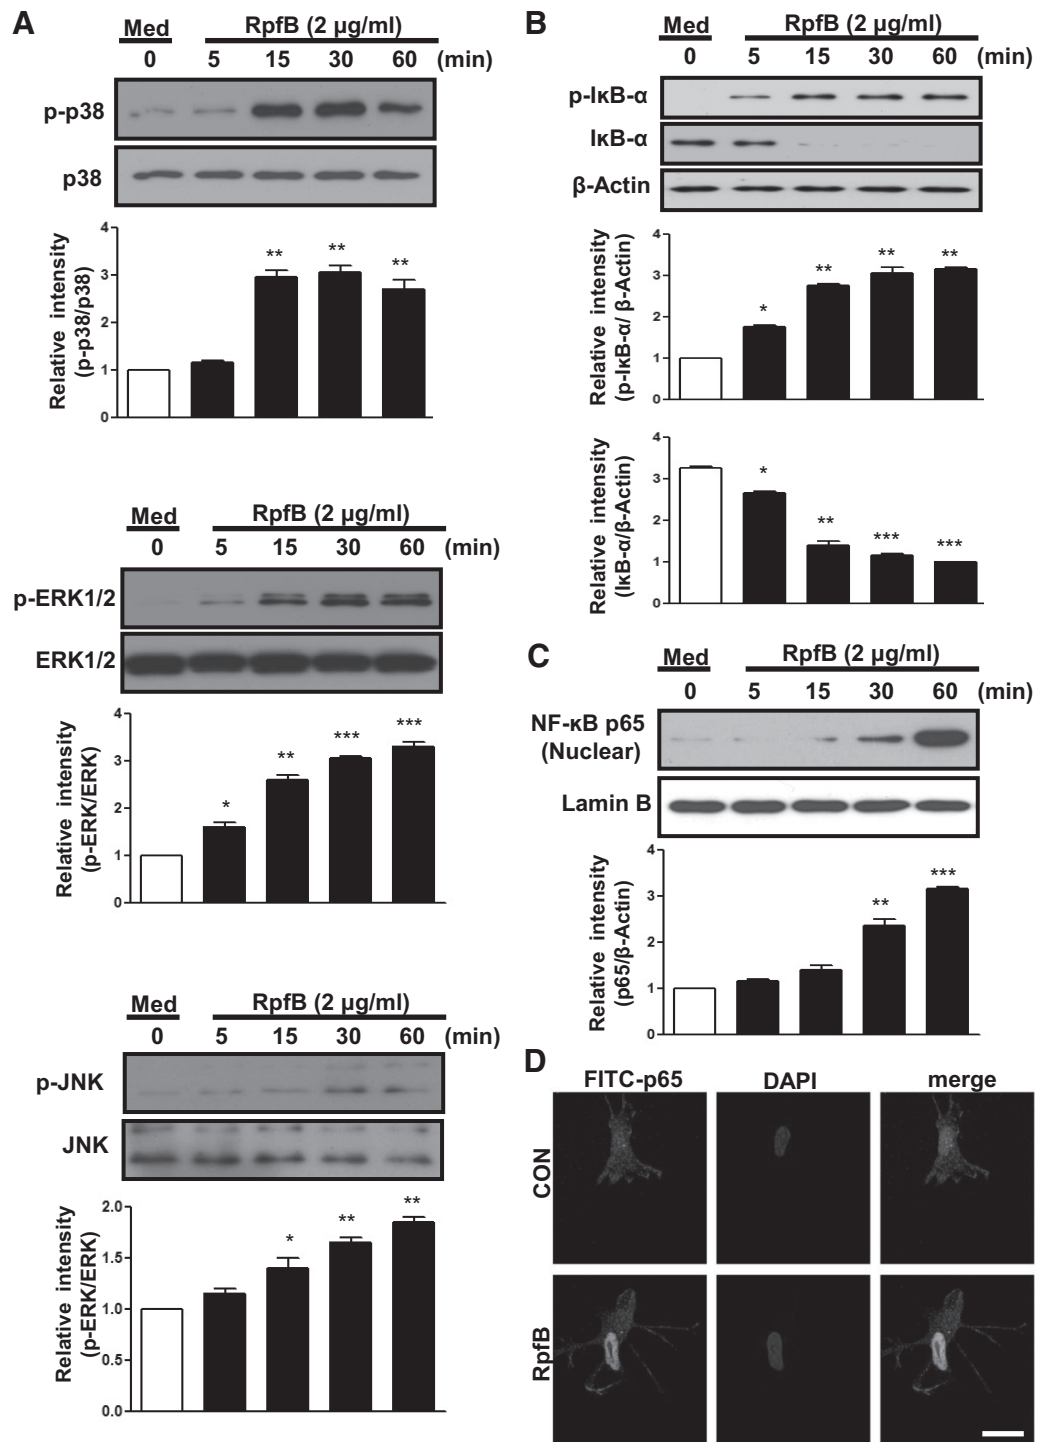 A
Med RpfB (2 µg/ml)
0 5 15 30 60 (min)
p-p38
p38
Relative intensity
(p-p38/p38)
4
3
2
1
0
** ** **
Med RpfB (2 µg/ml)
0 5 15 30 60 (min)
p-ERK1/2
ERK1/2
Relative intensity
(p-ERK/ERK)
4
3
2
1
0
* ** *** ***
Med RpfB (2 µg/ml)
0 5 15 30 60 (min)
p-JNK
JNK
Relative intensity
(p-ERK/ERK)
2.0
1.5
1.0
0.5
0.0
* ** **
B
Med RpfB (2 µg/ml)
0 5 15 30 60 (min)
p-IκB-α
IκB-α
β-Actin
Relative intensity
(p-IκB-α/ β-Actin)
4
3
2
1
0
* ** ** **
Relative intensity
(IκB-α/β-Actin)
4
3
2
1
0
* ** *** ***
C
Med RpfB (2 µg/ml)
0 5 15 30 60 (min)
NF-κB p65
(Nuclear)
Lamin B
Relative intensity
(p65/β-Actin)
4
3
2
1
0
** ***
D
FITC-p65 DAPI merge
CON
RpfB